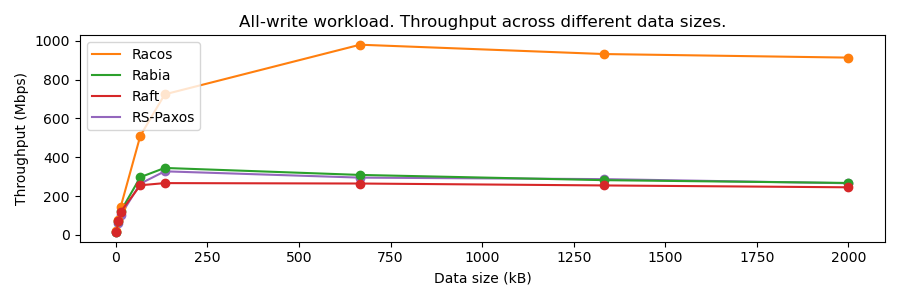 All-write workload. Throughput across different data sizes.
Throughput (Mbps)
1000
800
600
400
200
0
Racos
Rabia
Raft
RS-Paxos
0 250 500 750 1000 1250 1500 1750 2000
Data size (kB)